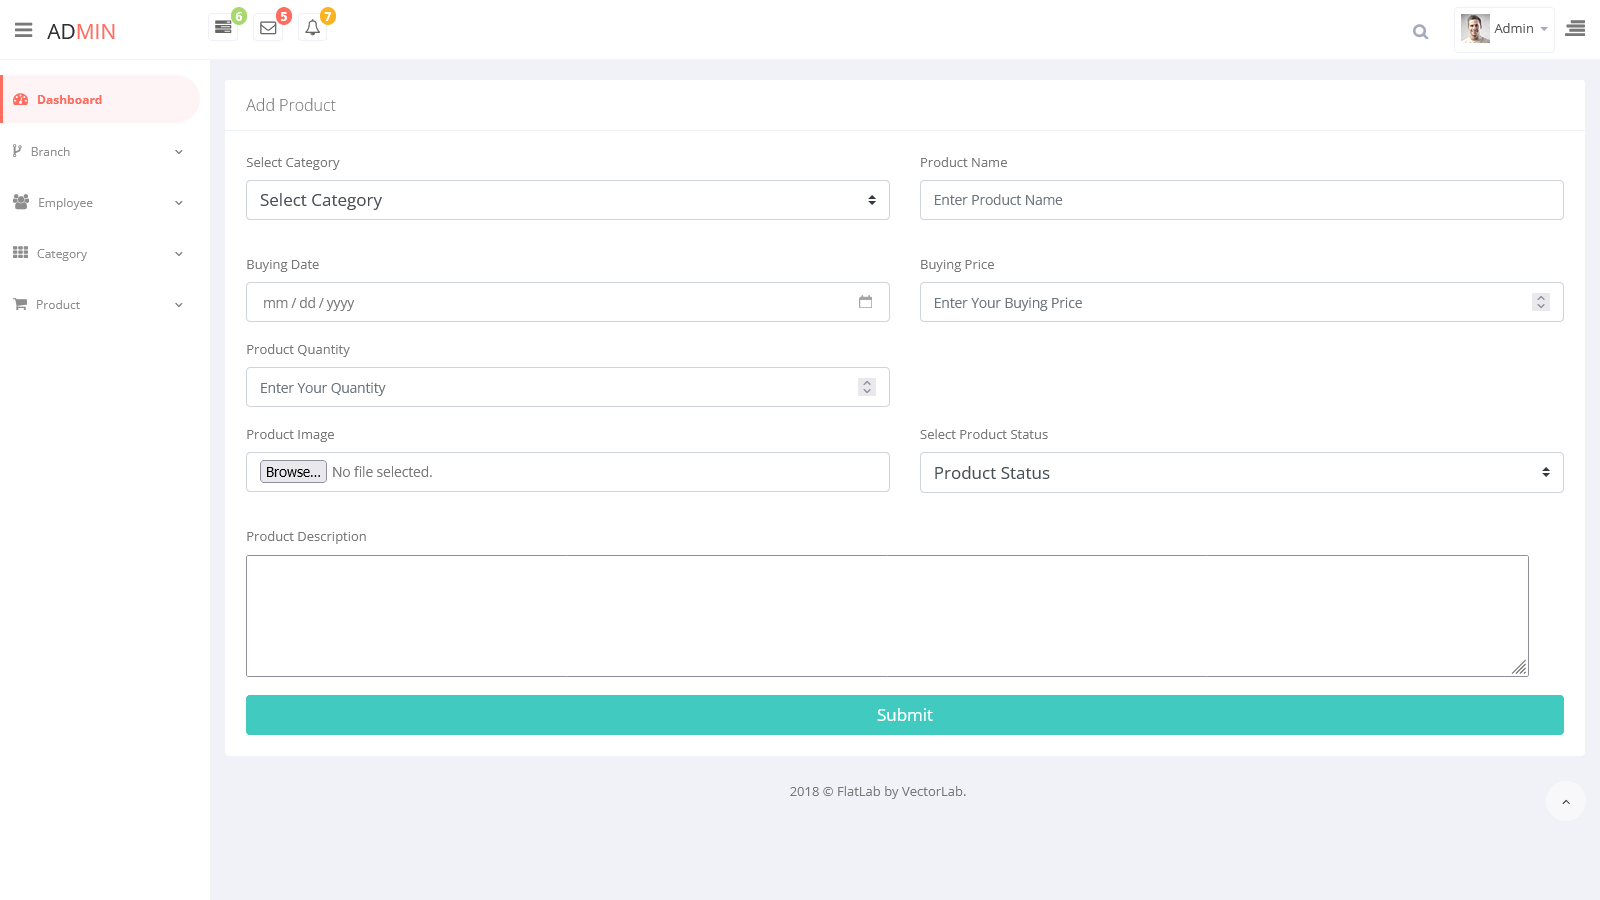 ADMIN
6
5
7
Admin
Dashboard
Branch
Employee
Category
Product
Add Product
Select Category
Product Name
Select Category
Enter Product Name
Buying Date
Buying Price
mm / dd / yyyy
Enter Your Buying Price
Product Quantity
Enter Your Quantity
Product Image
Select Product Status
Browse... No file selected.
Product Status
Product Description
Submit
2018 © FlatLab by VectorLab.